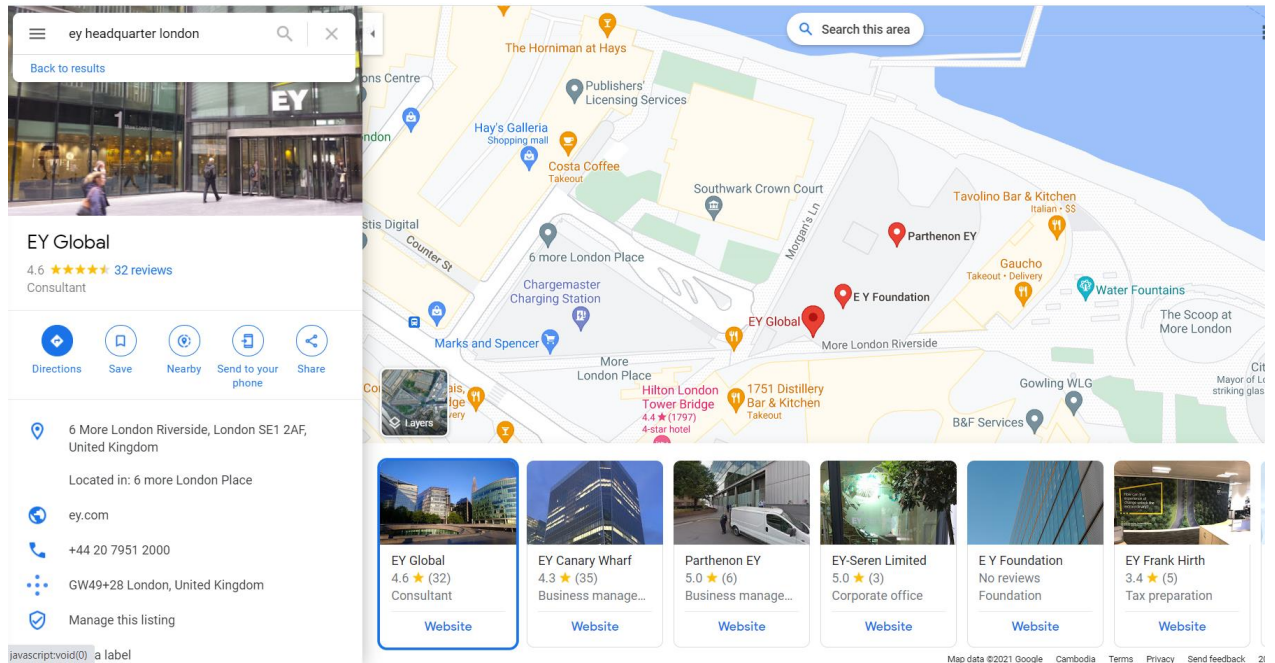 ey headquarter london
Back to results
EY
1
EY Global
4.6 32 reviews
Consultant
Directions
Save
Nearby
Send to your
phone
Share
6 More London Riverside, London SE1 2AF,
United Kingdom
Located in: 6 more London Place
ey.com
+44 20 7951 2000
GW49+28 London, United Kingdom
Manage this listing
javascript:void(0)
a label
Search this area
The Horniman at Hays
Centre
Publishers'
Licensing Services
Hay's Galleria
Shopping mall
Costa Coffee
Takeout
Southwark Crown Court
Digital
Counter St
6 more London Place
Morgan's Ln
Tavolino Bar & Kitchen
Italian • $$
Parthenon EY
Gaucho
Takeout • Delivery
Chargemaster
Charging Station
E Y Foundation
Water Fountains
EY Global
The Scoop at
More London
Marks and Spencer
More London Riverside
More
London Place
Hilton London
Tower Bridge
4.4 ★ (1797)
4-star hotel
1751 Distillery
Bar & Kitchen
Takeout
Gowling WLG
Mayor of
striking
B&F Services
Layers
EY Global
4.6 ★ (32)
Consultant
Website
EY Canary Wharf
4.3 ★ (35)
Business manage...
Website
Parthenon EY
5.0 ★ (6)
Business manage...
Website
EY-Seren Limited
5.0 ★ (3)
Corporate office
Website
E Y Foundation
No reviews
Foundation
Website
EY Frank Hirth
3.4 ★ (5)
Tax preparation
Website
Map data ©2021 Google
Cambodia
Terms
Privacy
Send feedback